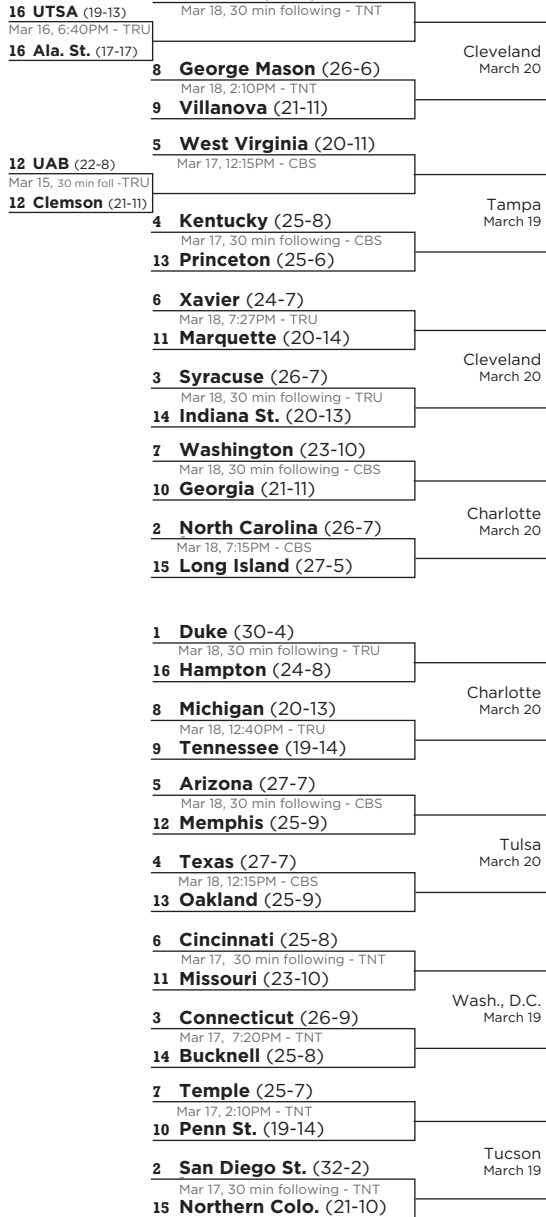 Mar 18, 30 min following - TNT
16 UTSA (19-13)
Mar 16, 6:40PM - TRU
16 Ala. St. (17-17)
Cleveland
March 20
8 George Mason (26-6)
Mar 18, 2:10PM - TNT
9 Villanova (21-11)
5 West Virginia (20-11)
Mar 17, 12:15PM - CBS
12 UAB (22-8)
Mar 15, 30 min foll -TRU
12 Clemson (21-11)
Tampa
March 19
4 Kentucky (25-8)
Mar 17, 30 min following - CBS
13 Princeton (25-6)
6 Xavier (24-7)
Mar 18, 7:27PM - TRU
11 Marquette (20-14)
Cleveland
March 20
3 Syracuse (26-7)
Mar 18, 30 min following - TRU
14 Indiana St. (20-13)
7 Washington (23-10)
Mar 18, 30 min following - CBS
10 Georgia (21-11)
Charlotte
March 20
2 North Carolina (26-7)
Mar 18, 7:15PM - CBS
15 Long Island (27-5)
1 Duke (30-4)
Mar 18, 30 min following - TRU
16 Hampton (24-8)
Charlotte
March 20
8 Michigan (20-13)
Mar 18, 12:40PM - TRU
9 Tennessee (19-14)
5 Arizona (27-7)
Mar 18, 30 min following - CBS
12 Memphis (25-9)
Tulsa
March 20
4 Texas (27-7)
Mar 18, 12:15PM - CBS
13 Oakland (25-9)
6 Cincinnati (25-8)
Mar 17, 30 min following - TNT
11 Missouri (23-10)
Wash., D.C.
March 19
3 Connecticut (26-9)
Mar 17, 7:20PM - TNT
14 Bucknell (25-8)
7 Temple (25-7)
Mar 17, 2:10PM - TNT
10 Penn St. (19-14)
Tucson
March 19
2 San Diego St. (32-2)
Mar 17, 30 min following - TNT
15 Northern Colo. (21-10)